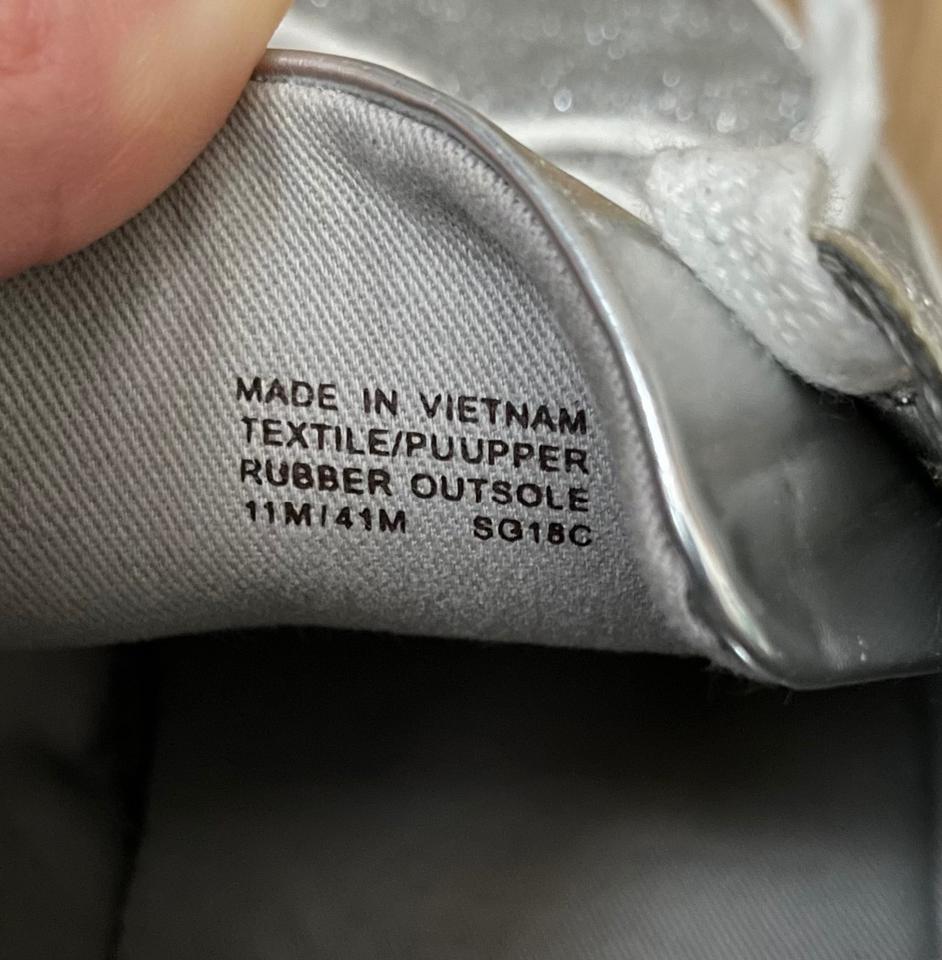 MADE IN VIETNAM
TEXTILE/PUUPPER
RUBBER OUTSOLE
11M/41M SG18C